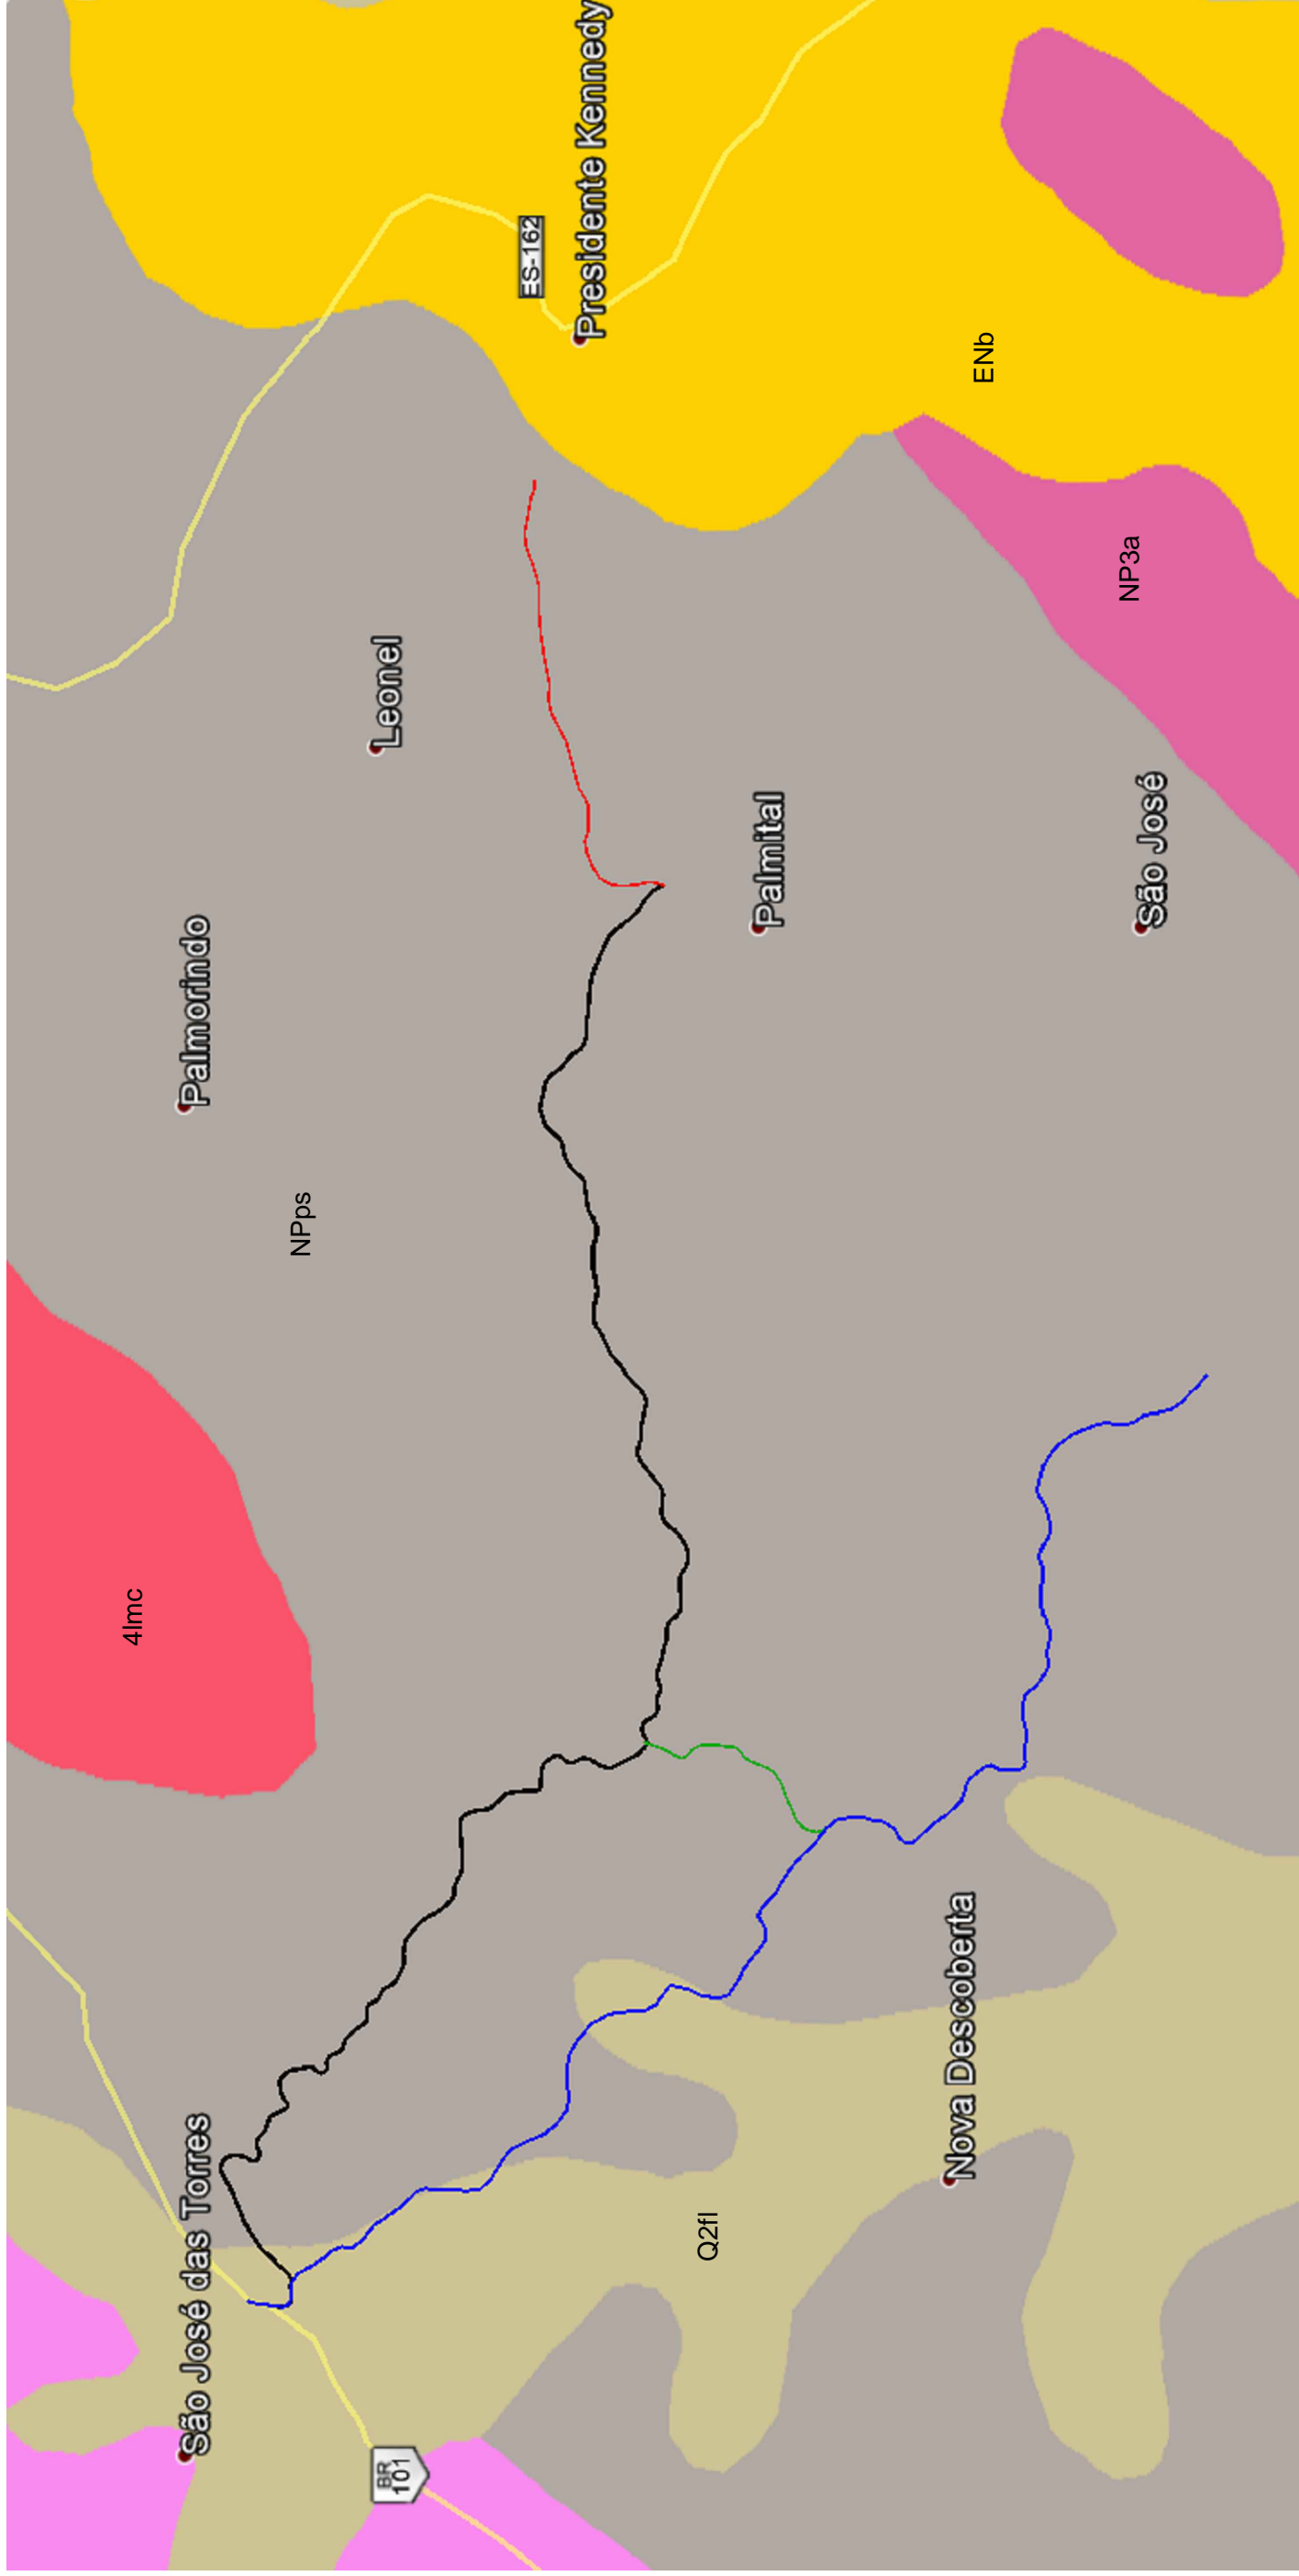 4Imc
São José das Torres
Palmorindo
NPps
BR
101
Leonel
ES-162
Presidente Kennedy
Q2fl
Palmital
Nova Descoberta
ENb
NP3a
São José